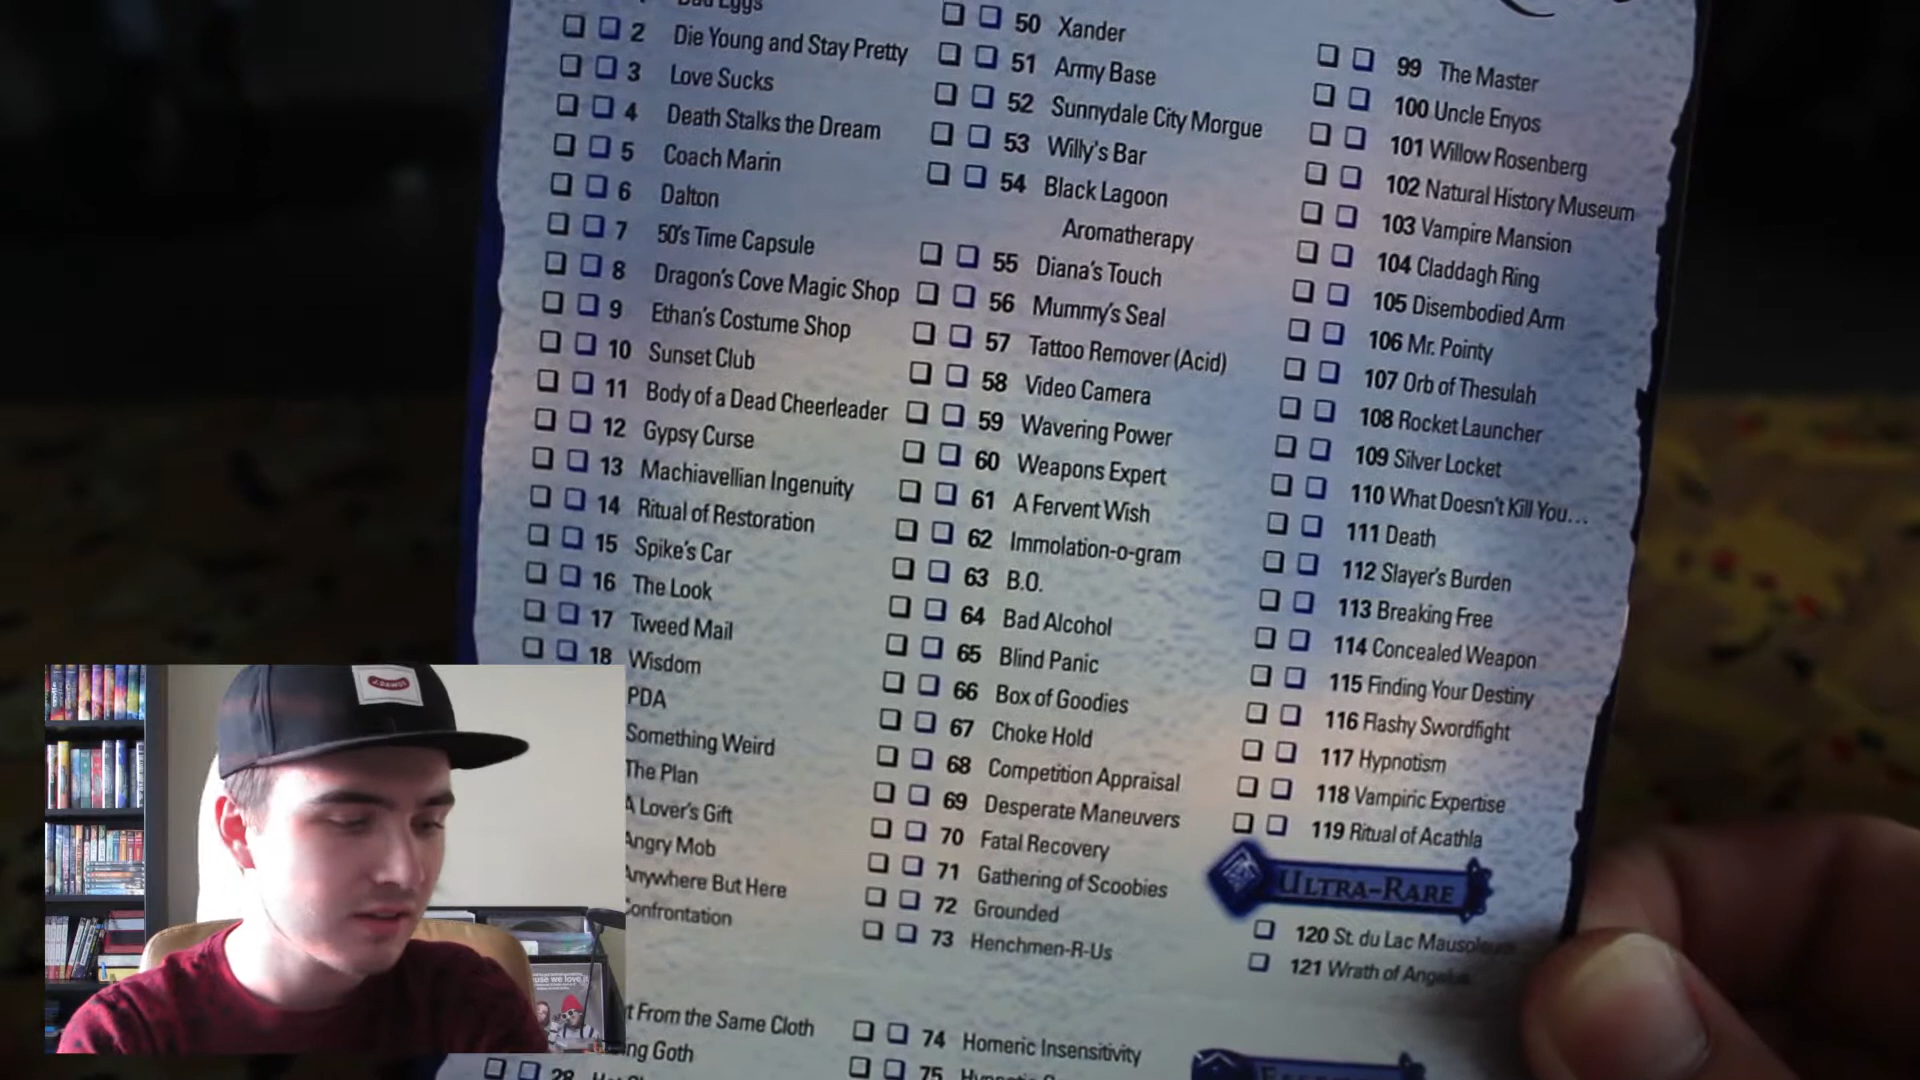 Eggs
2 Die Young and Stay Pretty
3 Love Sucks
4 Death Stalks the Dream
5 Coach Marin
6 Dalton
7 50's Time Capsule
8 Dragon's Cove Magic Shop
9 Ethan's Costume Shop
10 Sunset Club
11 Body of a Dead Cheerleader
12 Gypsy Curse
13 Machiavellian Ingenuity
14 Ritual of Restoration
15 Spike's Car
16 The Look
17 Tweed Mail
18 Wisdom
PDA
Something Weird
The Plan
A Lover's Gift
Angry Mob
Anywhere But Here
Confrontation
From the Same Cloth
Goth
28
50 Xander
51 Army Base
52 Sunnydale City Morgue
53 Willy's Bar
54 Black Lagoon
Aromatherapy
55 Diana's Touch
56 Mummy's Seal
57 Tattoo Remover (Acid)
58 Video Camera
59 Wavering Power
60 Weapons Expert
61 A Fervent Wish
62 Immolation-o-gram
63 B.O.
64 Bad Alcohol
65 Blind Panic
66 Box of Goodies
67 Choke Hold
68 Competition Appraisal
69 Desperate Maneuvers
70 Fatal Recovery
71 Gathering of Scoobies
72 Grounded
73 Henchmen-R-Us
74 Homeric Insensitivity
75
99 The Master
100 Uncle Enyos
101 Willow Rosenberg
102 Natural History Museum
103 Vampire Mansion
104 Claddagh Ring
105 Disembodied Arm
106 Mr. Pointy
107 Orb of Thesulah
108 Rocket Launcher
109 Silver Locket
110 What Doesn't Kill You...
111 Death
112 Slayer's Burden
113 Breaking Free
114 Concealed Weapon
115 Finding Your Destiny
116 Flashy Swordfight
117 Hypnotism
118 Vampiric Expertise
119 Ritual of Acathla
ULTRA-RARE
120 St. du Lac Mausoleum
121 Wrath of Angelus